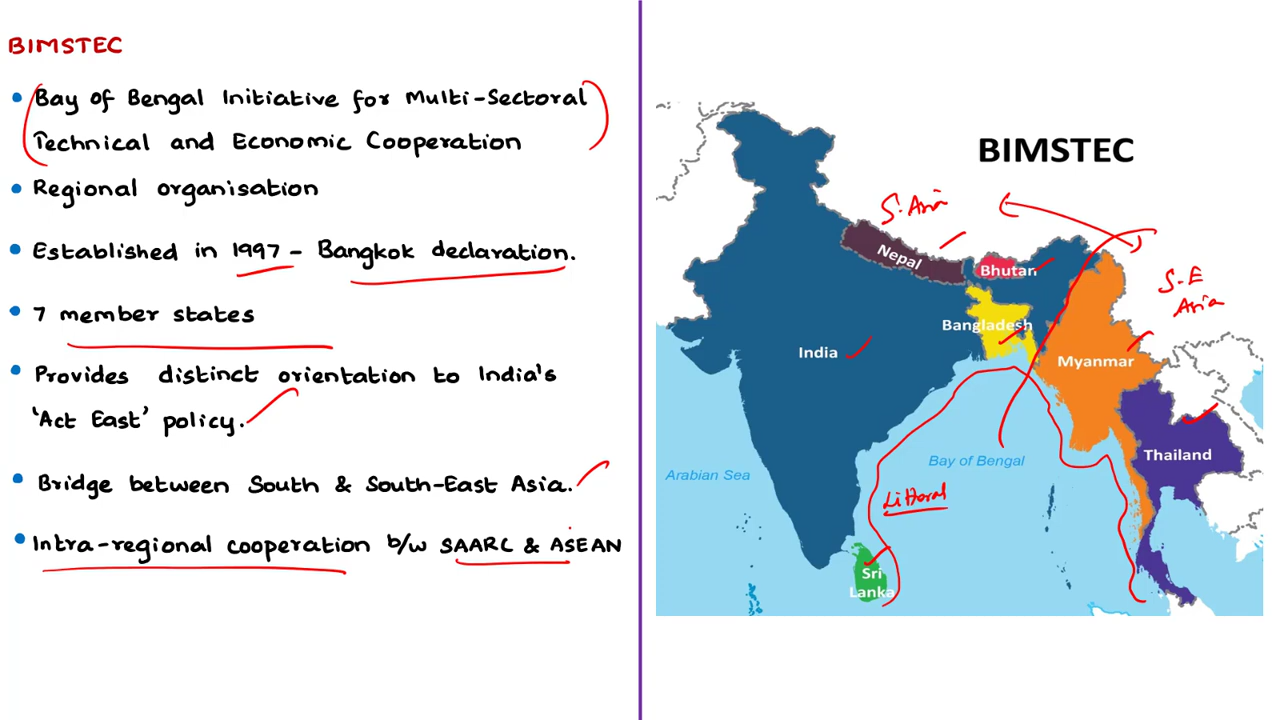 BIMSTEC
Bay of Bengal Initiative for Multi-Sectoral
Technical and Economic Cooperation
Regional organisation
Established in 1997 - Bangkok declaration.
7 member states
Provides distinct orientation to India's
'Act East' policy.
Bridge between South & South-East Asia.
Intra-regional cooperation b/w SAARC & ASEAN
BIMSTEC
S. Asia
Nepal
Bhutan
S-E
Asia
Bangladesh
India
Myanmar
Thailand
Bay of Bengal
Arabian Sea
Littoral
Sri
Lanka